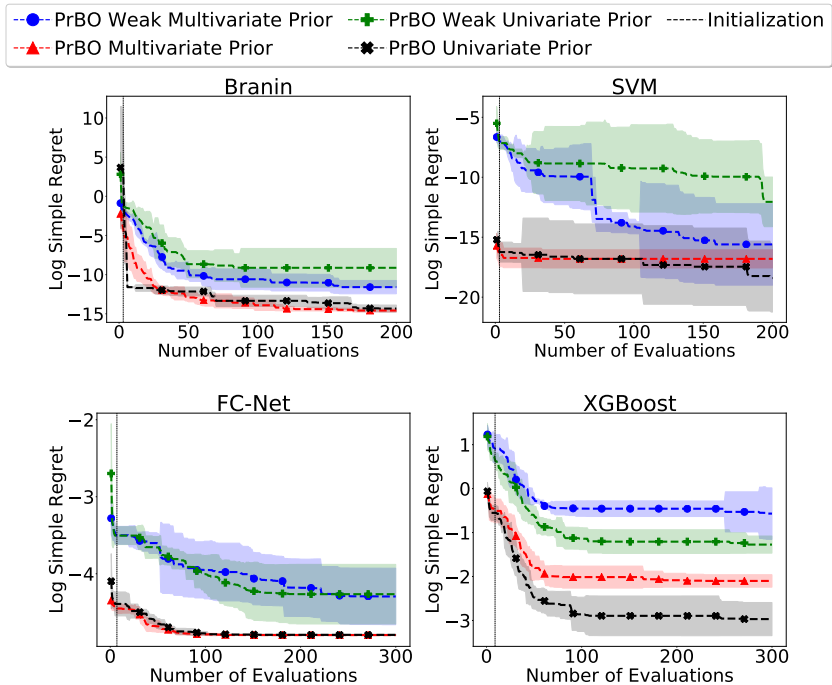 PrBO Weak Multivariate Prior PrBO Weak Univariate Prior Initialization
PrBO Multivariate Prior PrBO Univariate Prior
Branin
Log Simple Regret
10
5
0
−5
−10
−15
0 50 100 150 200
Number of Evaluations
SVM
Log Simple Regret
−5
−10
−15
−20
0 50 100 150 200
Number of Evaluations
FC-Net
Log Simple Regret
−2
−3
−4
0 100 200 300
Number of Evaluations
XGBoost
Log Simple Regret
1
0
−1
−2
−3
0 100 200 300
Number of Evaluations